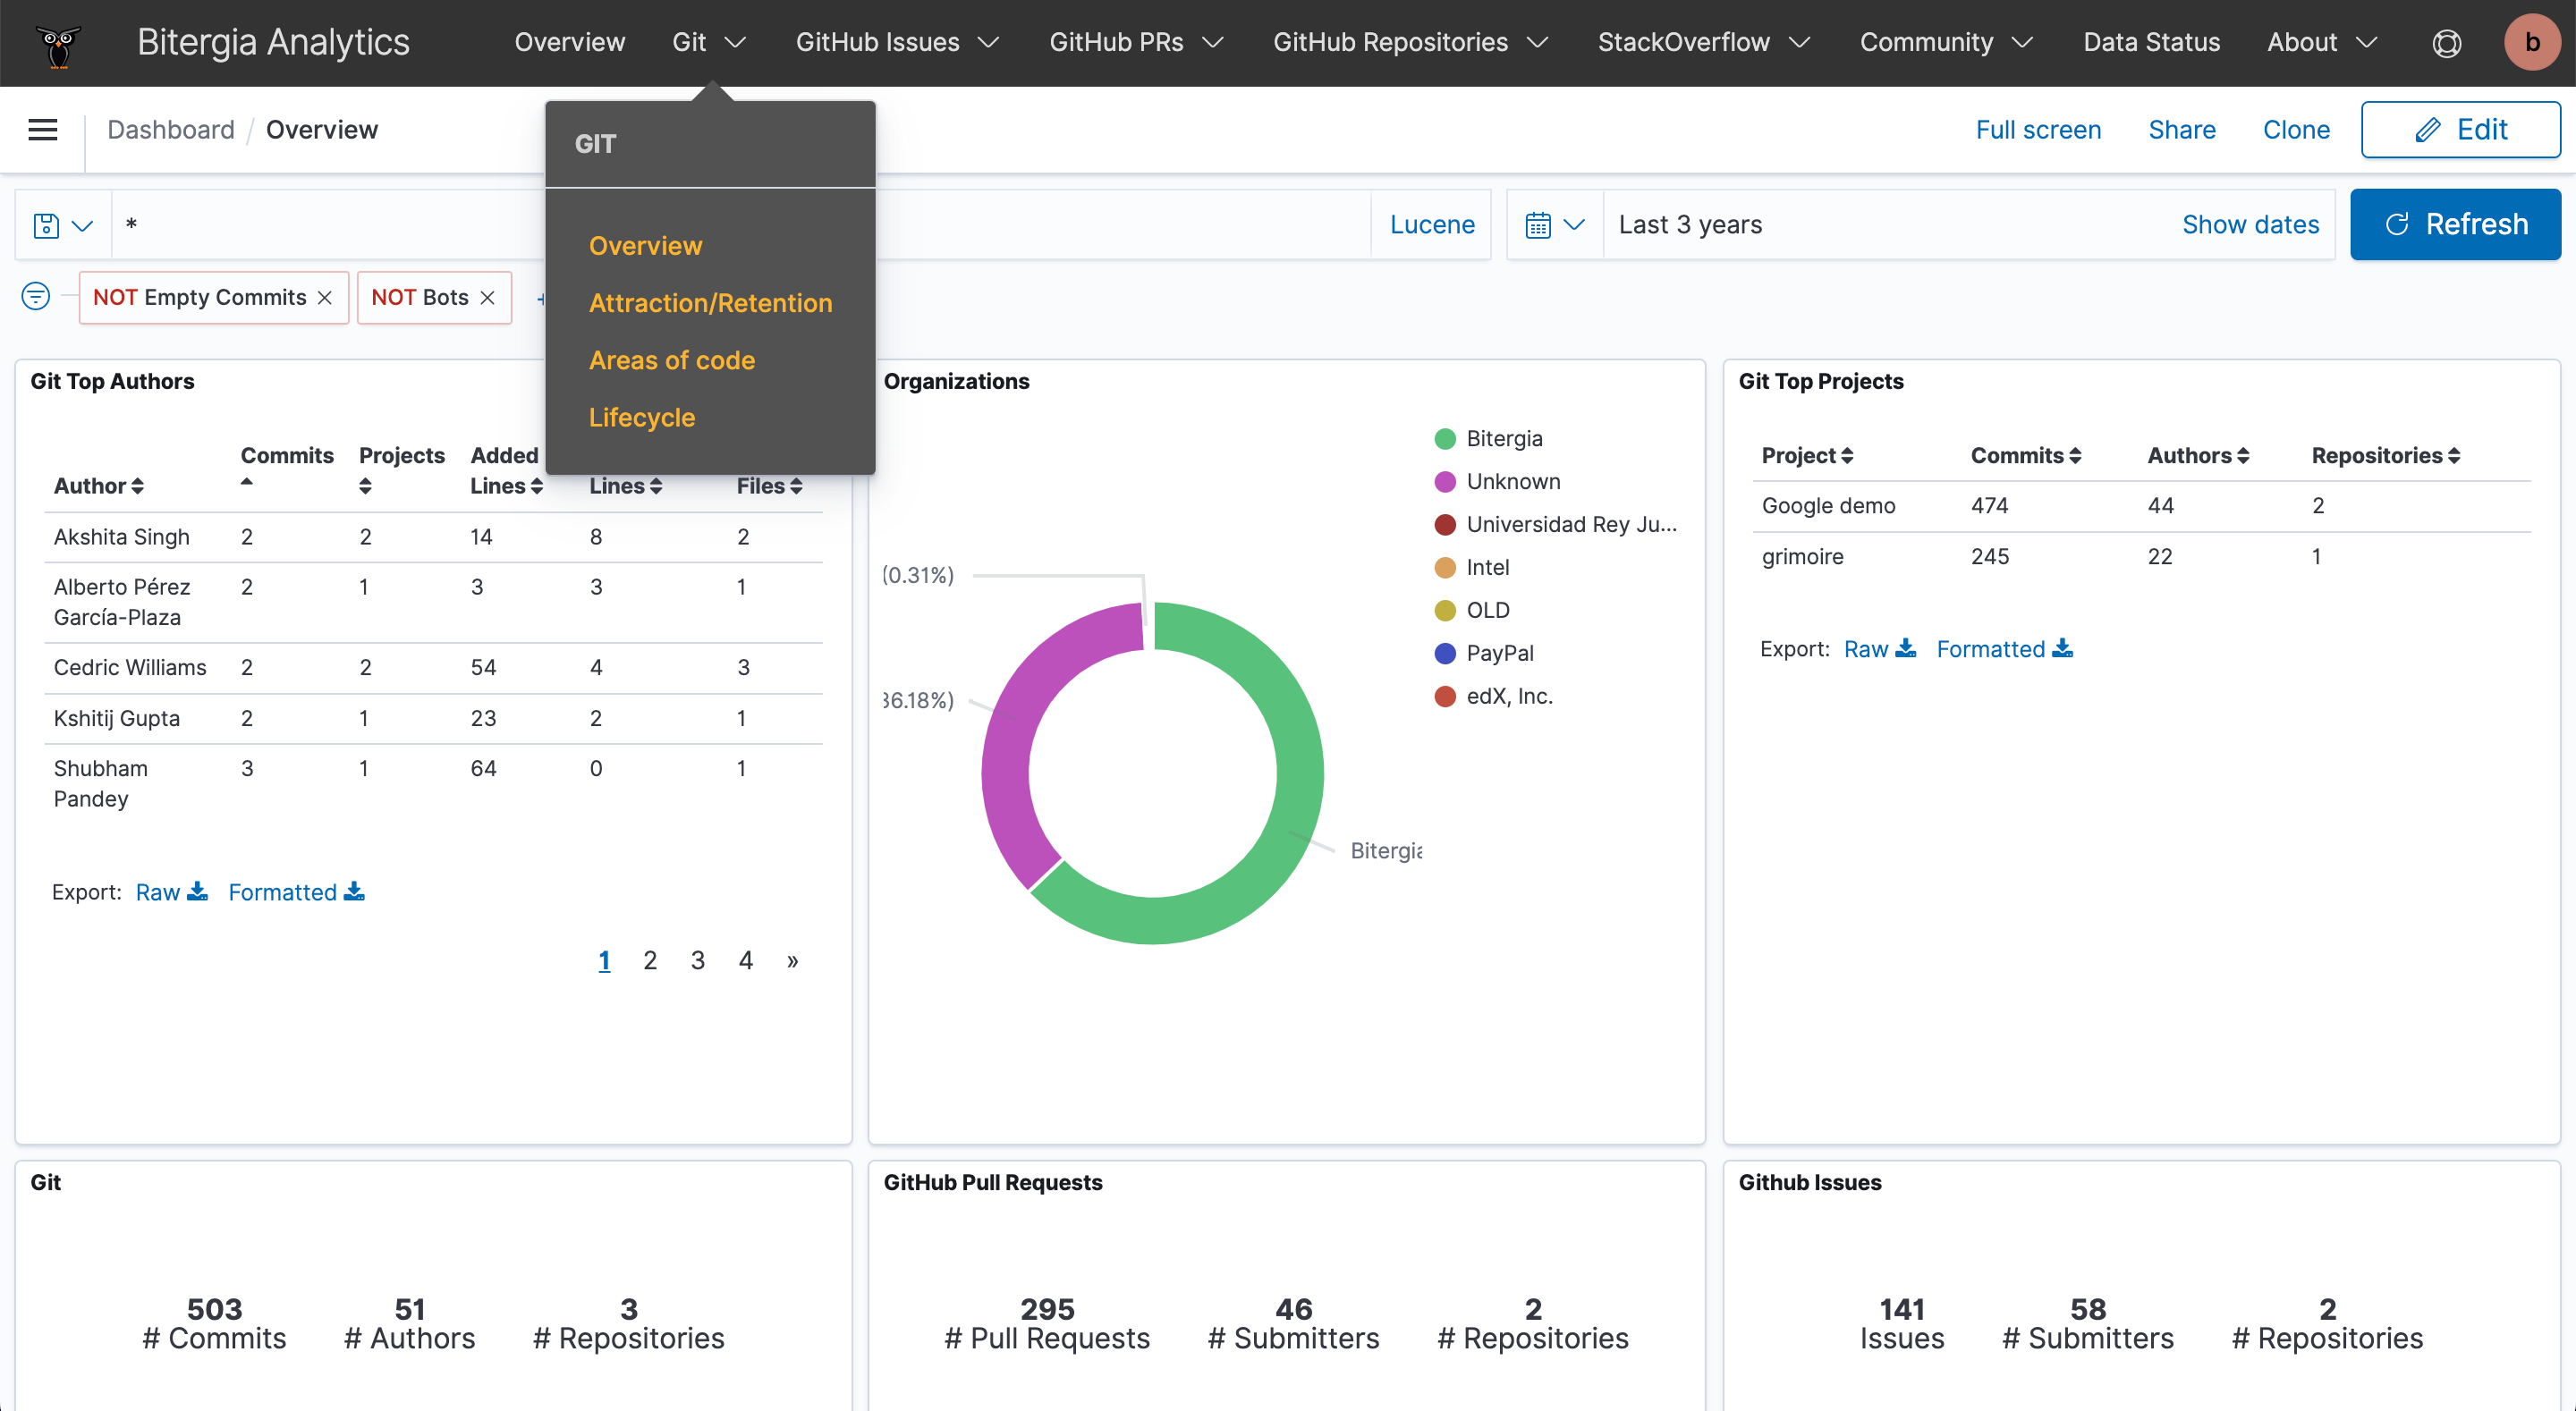 Bitergia Analytics Overview Git GitHub Issues GitHub PRs GitHub Repositories StackOverflow Community Data Status About b
Dashboard / Overview Full screen Share Clone Edit
GIT
Overview
Attraction/Retention
Areas of code
Lifecycle
* Lucene Last 3 years Show dates Refresh
NOT Empty Commits × NOT Bots × +
Git Top Authors
Author Commits Projects Added Lines Lines Files
Akshita Singh 2 2 14 8 2
Alberto Pérez García-Plaza 2 1 3 3 1
Cedric Williams 2 2 54 4 3
Kshitij Gupta 2 1 23 2 1
Shubham Pandey 3 1 64 0 1
Export: Raw Formatted
1 2 3 4 »
Organizations
Bitergia
Unknown
Universidad Rey Ju...
Intel
OLD
PayPal
edX, Inc.
(0.31%)
36.18%)
Bitergia
Git Top Projects
Project Commits Authors Repositories
Google demo 474 44 2
grimoire 245 22 1
Export: Raw Formatted
Git
503 51 3
# Commits # Authors # Repositories
GitHub Pull Requests
295 46 2
# Pull Requests # Submitters # Repositories
Github Issues
141 58 2
Issues # Submitters # Repositories